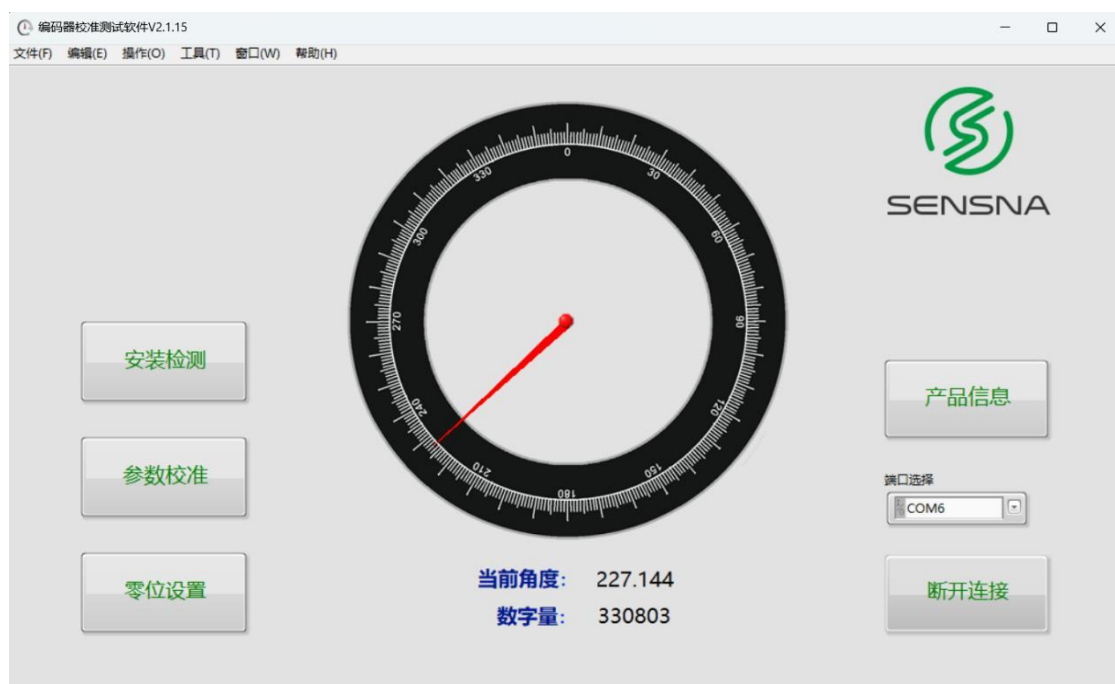 编码器校准测试软件V2.1.15
文件(F) 编辑(E) 操作(O) 工具(T) 窗口(W) 帮助(H)
SENSNA
0
30
60
90
120
150
180
210
240
270
300
330
安装检测
参数校准
零位设置
当前角度: 227.144
数字量: 330803
产品信息
端口选择
COM6
断开连接